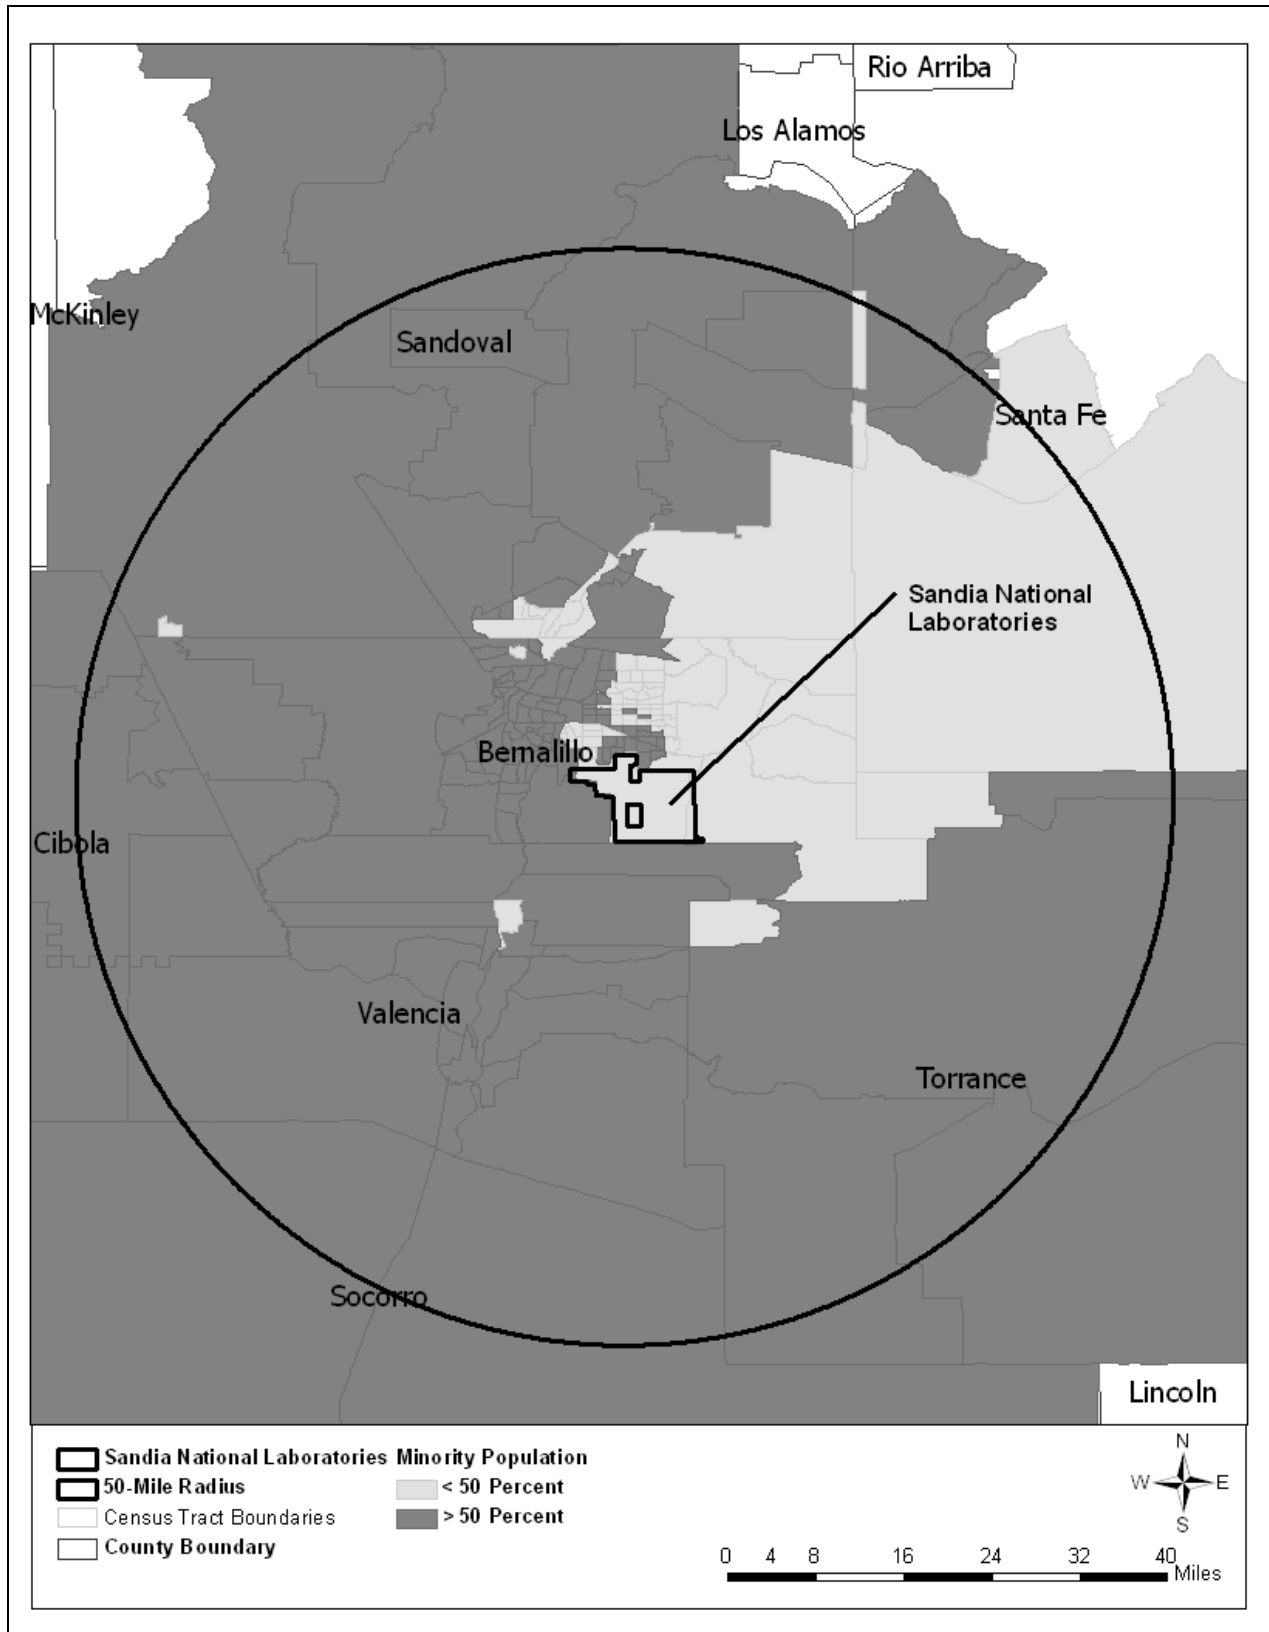 Rio Arriba
Los Alamos
McKinley
Sandoval
Santa Fe
Sandia National
Laboratories
Bernalillo
Cibola
Valencia
Torrance
Socorro
Lincoln
Sandia National Laboratories Minority Population
50-Mile Radius < 50 Percent
Census Tract Boundaries > 50 Percent
County Boundary
N
W E
S
0 4 8 16 24 32 40
Miles